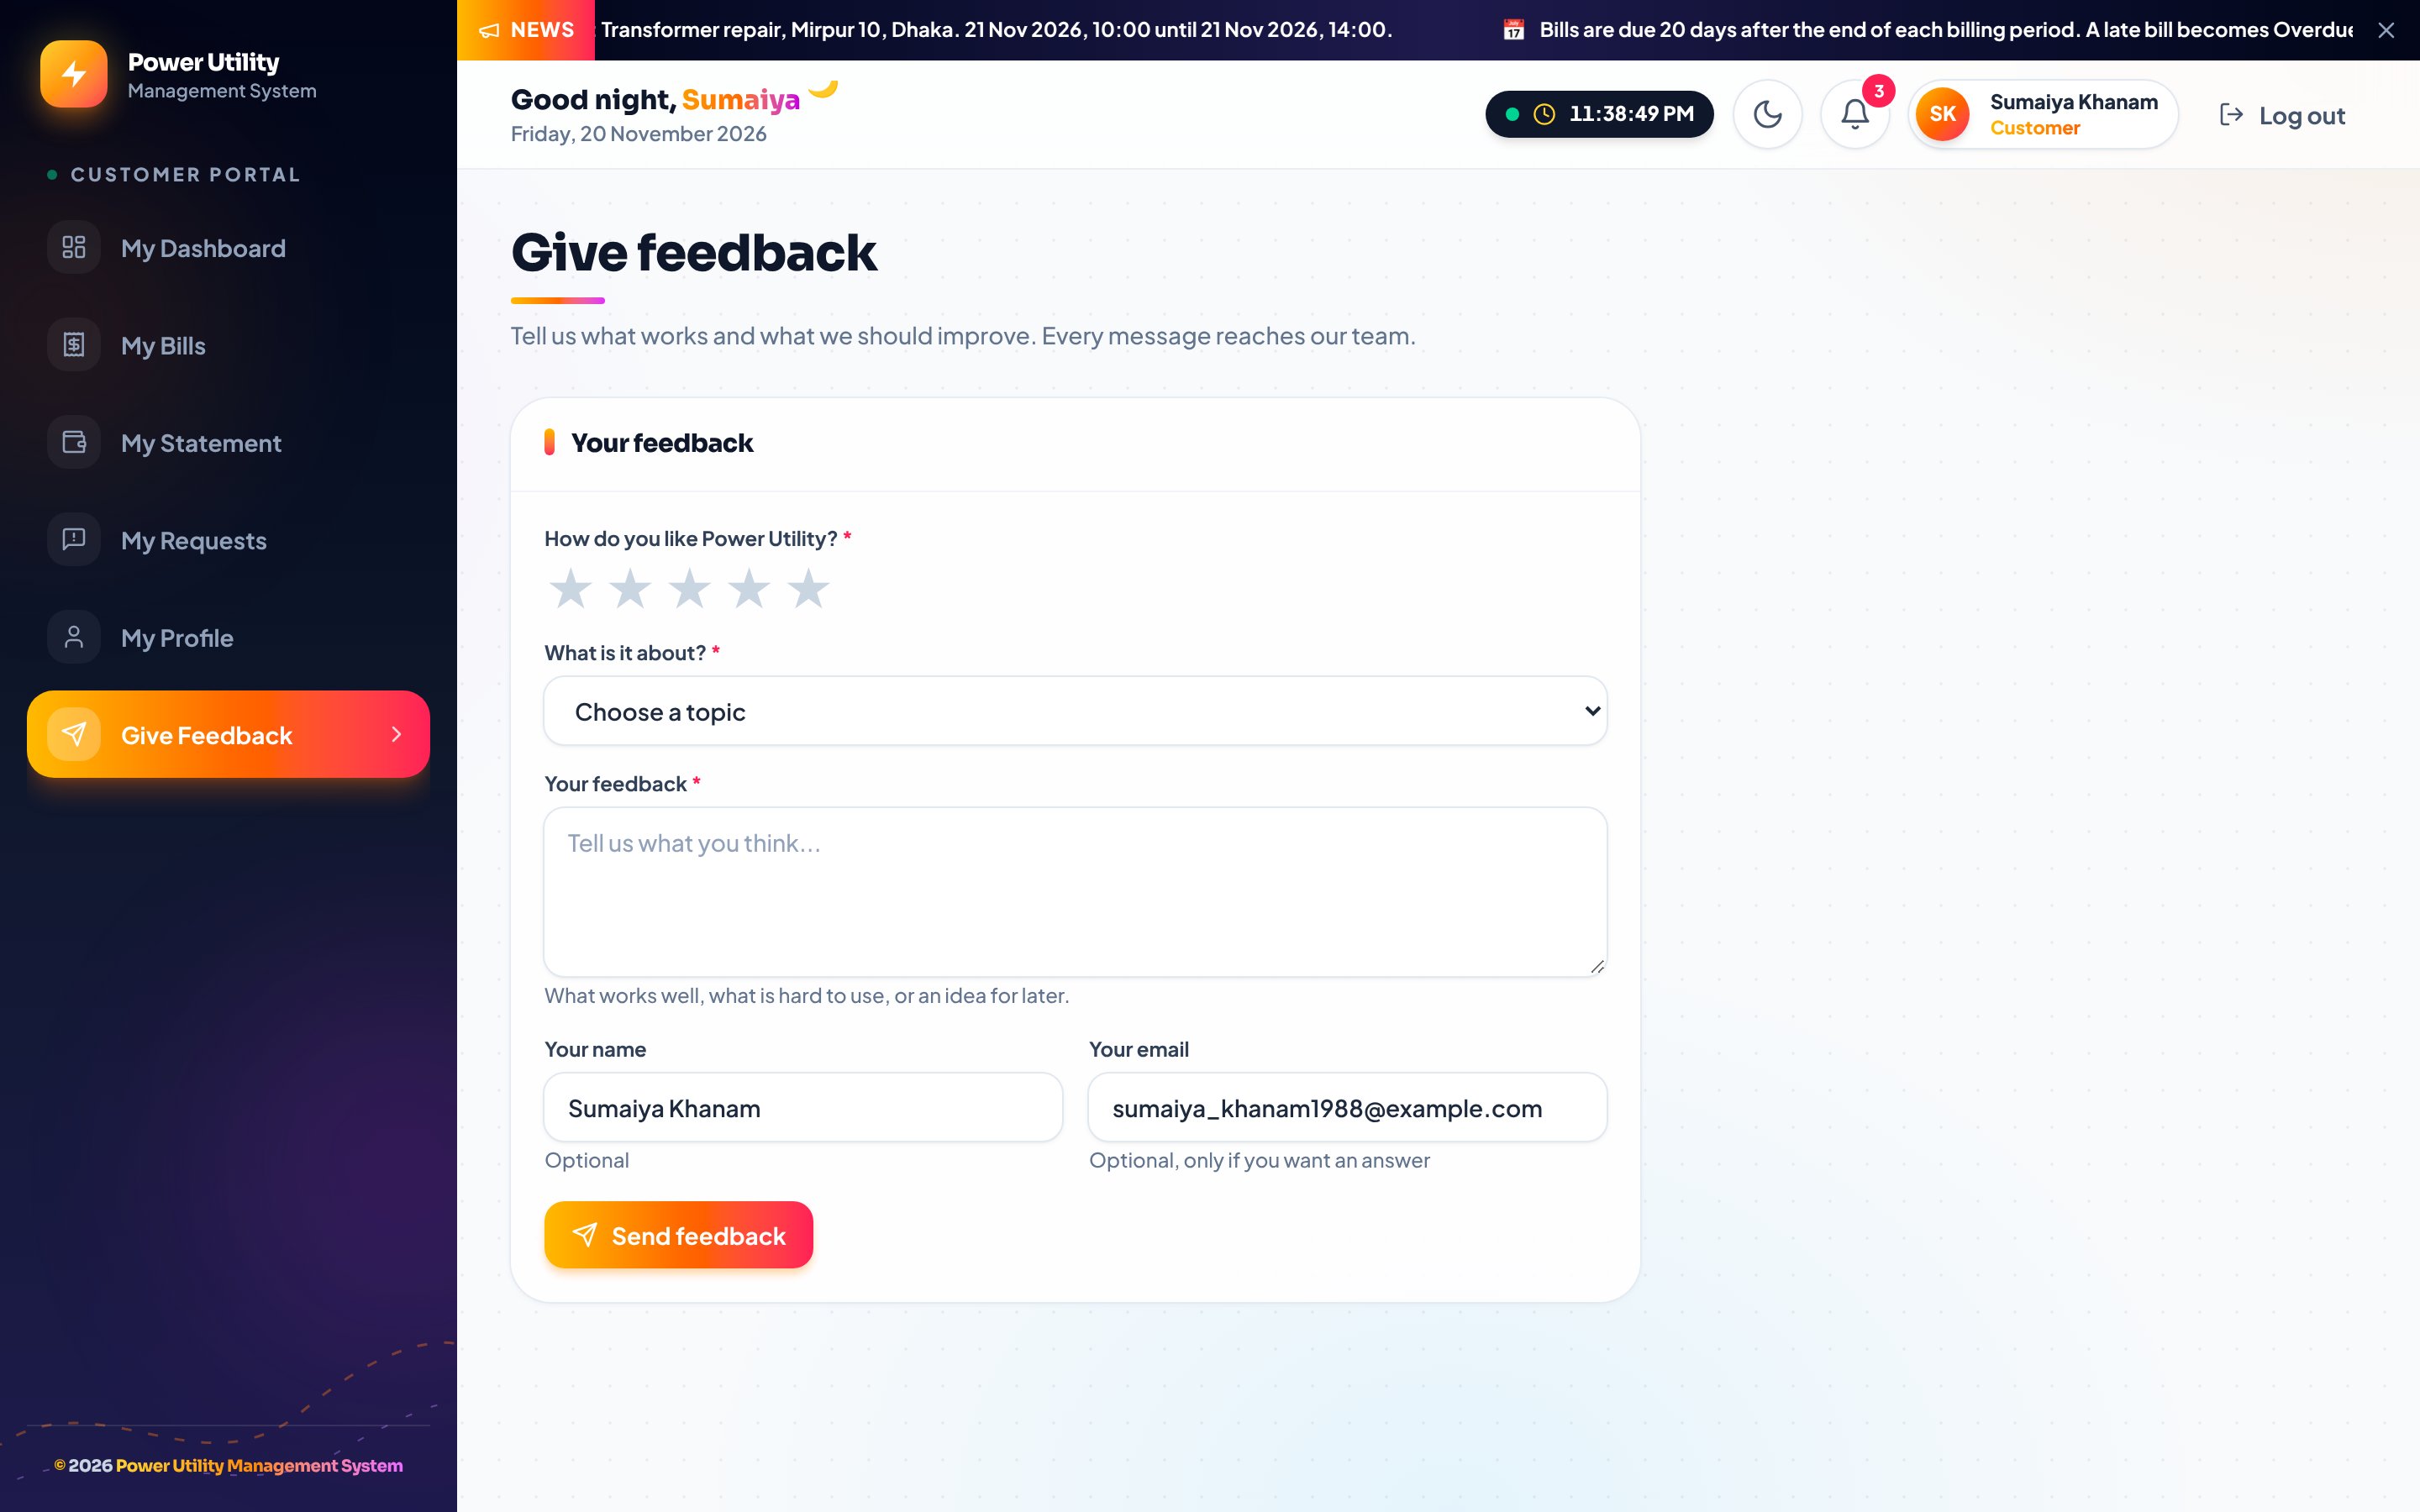 Power Utility
Management System
CUSTOMER PORTAL
My Dashboard
My Bills
My Statement
My Requests
My Profile
Give Feedback
© 2026 Power Utility Management System
NEWS
Transformer repair, Mirpur 10, Dhaka. 21 Nov 2026, 10:00 until 21 Nov 2026, 14:00.
Bills are due 20 days after the end of each billing period. A late bill becomes Overdue
Good night, Sumaiya
Friday, 20 November 2026
11:38:49 PM
3
SK
Sumaiya Khanam
Customer
Log out
Give feedback
Tell us what works and what we should improve. Every message reaches our team.
Your feedback
How do you like Power Utility? *
What is it about? *
Choose a topic
Your feedback *
Tell us what you think...
What works well, what is hard to use, or an idea for later.
Your name
Your email
Sumaiya Khanam
sumaiya_khanam1988@example.com
Optional
Optional, only if you want an answer
Send feedback